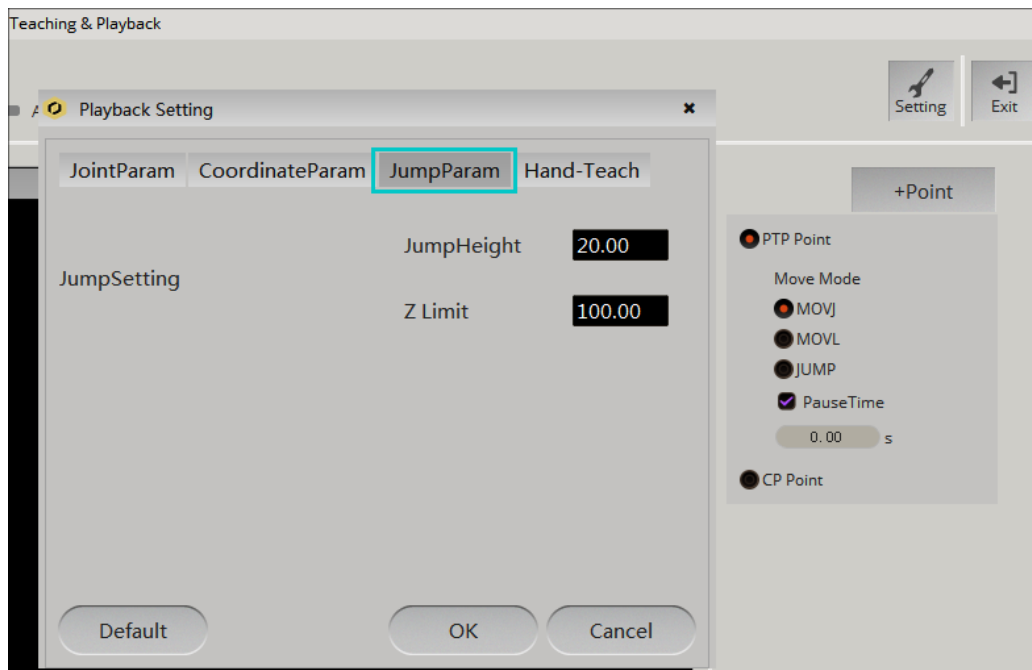 Teaching & Playback
Setting
Exit
Playback Setting
JointParam CoordinateParam JumpParam Hand-Teach
JumpSetting
JumpHeight 20.00
Z Limit 100.00
Default OK Cancel
+Point
PTP Point
Move Mode
MOVJ
MOVL
JUMP
PauseTime
0.00 s
CP Point